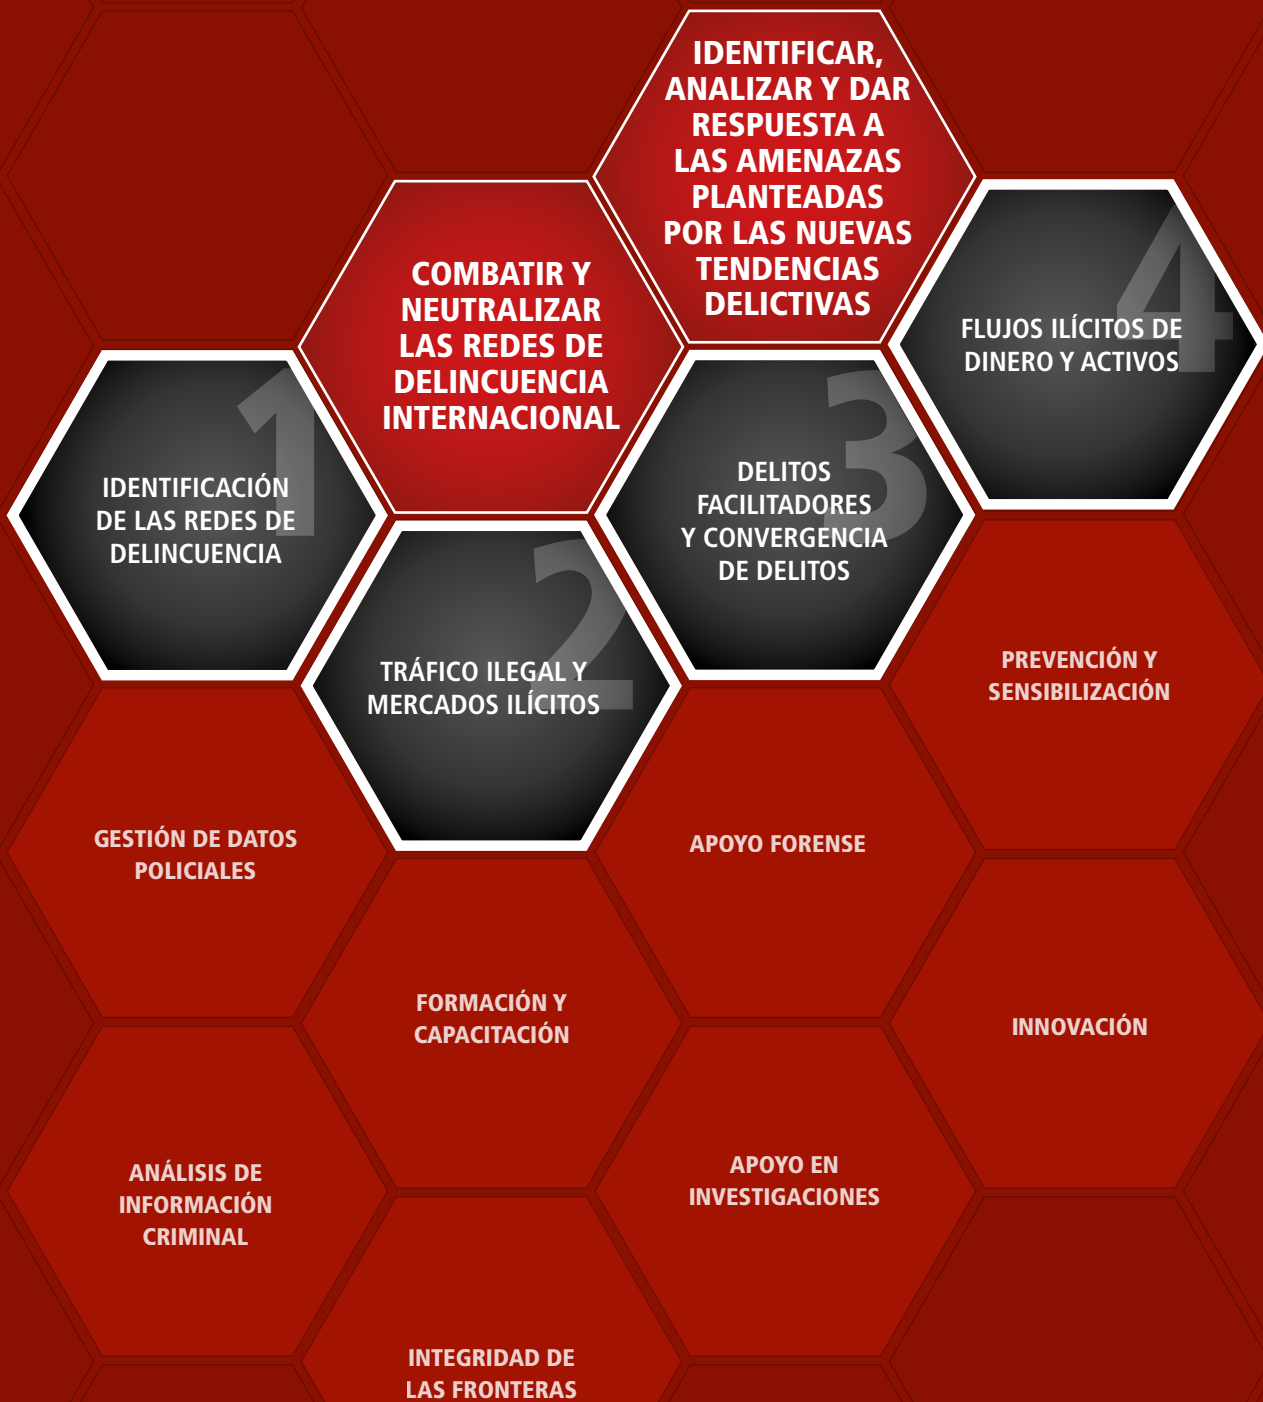 IDENTIFICAR,
ANALIZAR Y DAR
RESPUESTA A
LAS AMENAZAS
PLANTEADAS
POR LAS NUEVAS
TENDENCIAS
DELICTIVAS
COMBATIR Y
NEUTRALIZAR
LAS REDES DE
DELINCUENCIA
INTERNACIONAL
1
IDENTIFICACIÓN
DE LAS REDES DE
DELINCUENCIA
2
TRÁFICO ILEGAL Y
MERCADOS ILÍCITOS
3
DELITOS
FACILITADORES
Y CONVERGENCIA
DE DELITOS
4
FLUJOS ILÍCITOS DE
DINERO Y ACTIVOS
PREVENCIÓN Y
SENSIBILIZACIÓN
GESTIÓN DE DATOS
POLICIALES
APOYO FORENSE
FORMACIÓN Y
CAPACITACIÓN
INNOVACIÓN
ANÁLISIS DE
INFORMACIÓN
CRIMINAL
APOYO EN
INVESTIGACIONES
INTEGRIDAD DE
LAS FRONTERAS